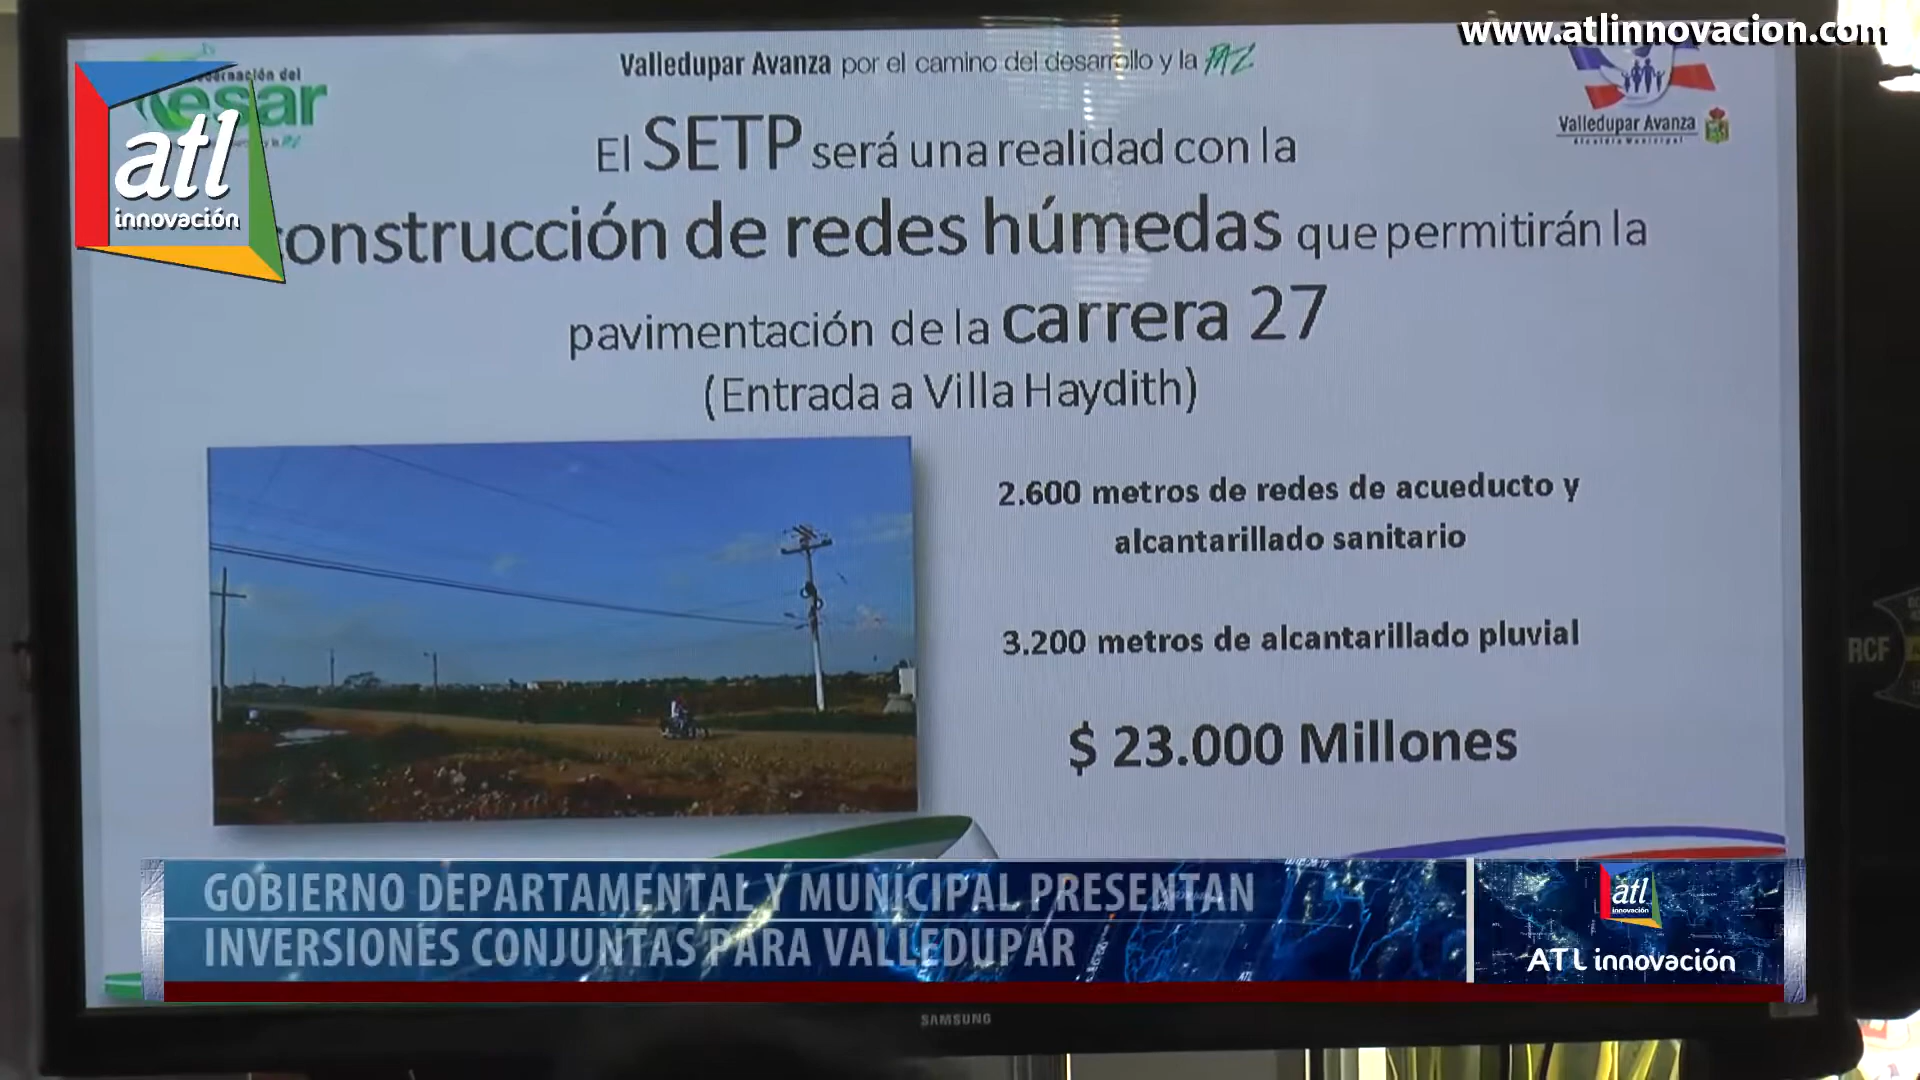 www.atlinnovacion.com
Valledupar Avanza por el camino del desarrollo y la PAZ
esar
atl
innovación
Valledupar Avanza
Alcaldía Municipal
El SETP será una realidad con la
construcción de redes húmedas que permitirán la
pavimentación de la carrera 27
(Entrada a Villa Haydith)
2.600 metros de redes de acueducto y
alcantarillado sanitario
3.200 metros de alcantarillado pluvial
$ 23.000 Millones
RCF
GOBIERNO DEPARTAMENTAL Y MUNICIPAL PRESENTAN
INVERSIONES CONJUNTAS PARA VALLEDUPAR
atl
innovación
ATL innovación
SAMSUNG